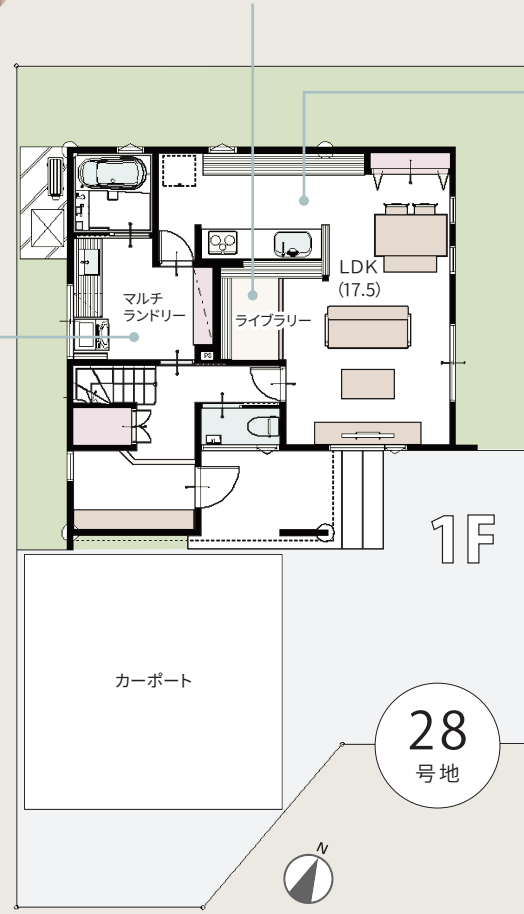 LDK
(17.5)
マルチ
ランドリー
ライブラリー
PS
1F
カーポート
28
号地
N